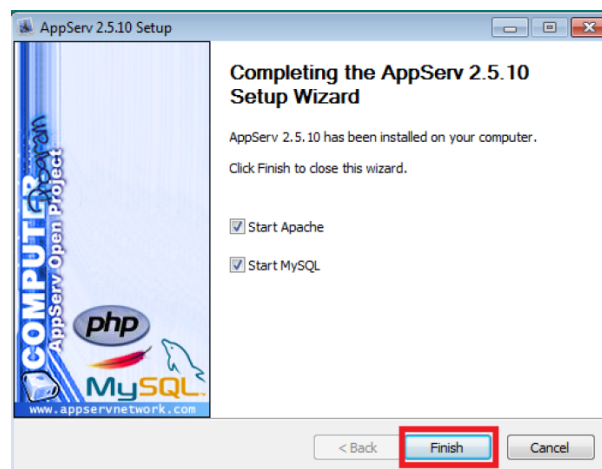 AppServ 2.5.10 Setup
COMPUTER
Program
AppServ Open Project
php
MySQL
www.appservnetwork.com
Completing the AppServ 2.5.10
Setup Wizard
AppServ 2.5.10 has been installed on your computer.
Click Finish to close this wizard.
Start Apache
Start MySQL
< Back
Finish
Cancel